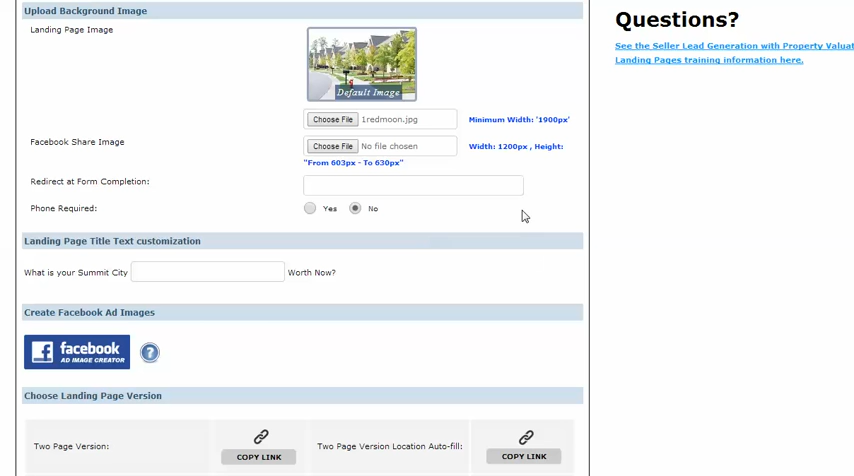 Upload Background Image
Questions?
Landing Page Image
See the Seller Lead Generation with Property Valuat
Landing Pages training information here.
Default Image
Choose File 1redmoon.jpg Minimum Width: '1900px'
Facebook Share Image Choose File No file chosen Width: 1200px , Height:
"From 603px - To 630px"
Redirect at Form Completion:
Phone Required: Yes No
Landing Page Title Text customization
What is your Summit City Worth Now?
Create Facebook Ad Images
facebook
AD IMAGE CREATOR
?
Choose Landing Page Version
Two Page Version: COPY LINK Two Page Version Location Auto-fill: COPY LINK